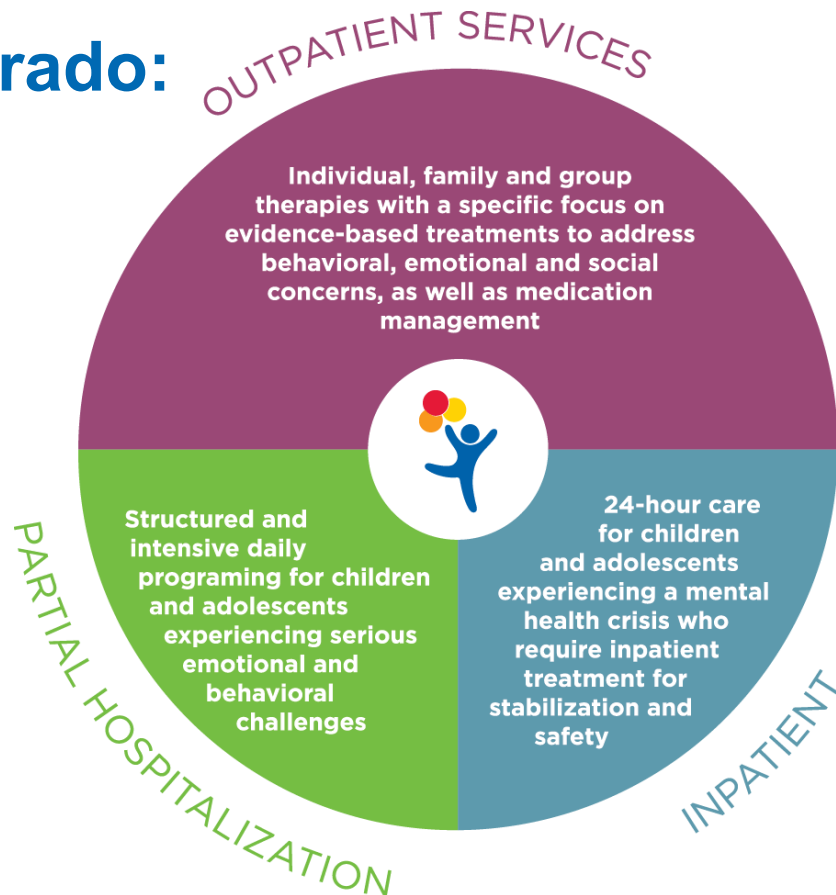 rado:
OUTPATIENT SERVICES
Individual, family and group
therapies with a specific focus on
evidence-based treatments to address
behavioral, emotional and social
concerns, as well as medication
management
Structured and
intensive daily
programing for children
and adolescents
experiencing serious
emotional and
behavioral
challenges
PARTIAL HOSPITALIZATION
24-hour care
for children
and adolescents
experiencing a mental
health crisis who
require inpatient
treatment for
stabilization and
safety
INPATIENT